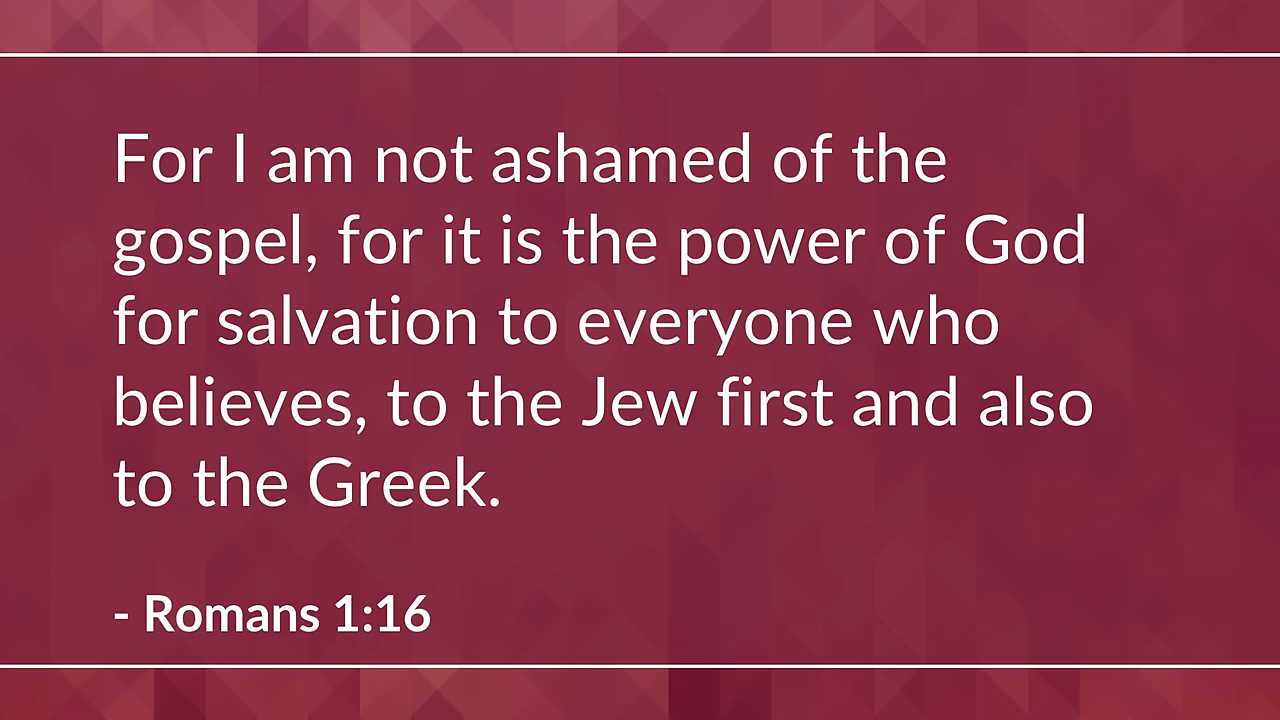 For I am not ashamed of the
gospel, for it is the power of God
for salvation to everyone who
believes, to the Jew first and also
to the Greek.
- Romans 1:16